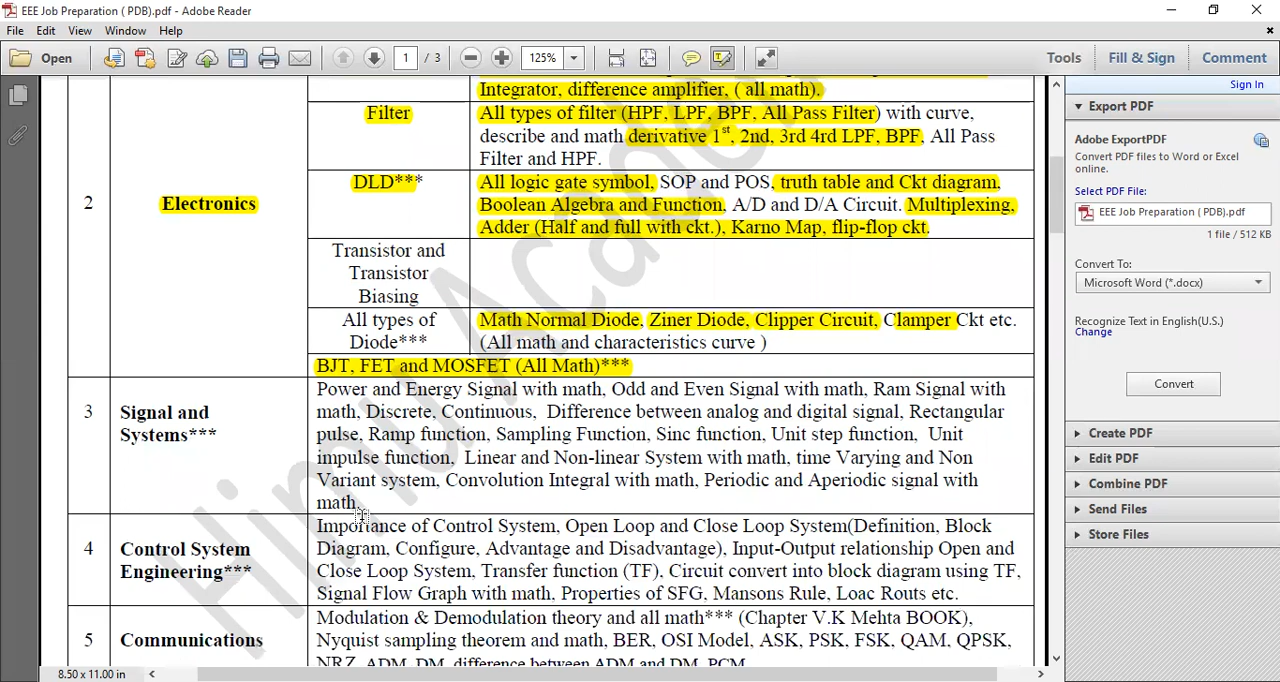 EEE Job Preparation ( PDB).pdf - Adobe Reader
File Edit View Window Help
Open 1 / 3 125% Tools Fill & Sign Comment
Integrator, difference amplifier, ( all math).
Filter
All types of filter (HPF, LPF, BPF, All Pass Filter) with curve,
describe and math derivative 1st, 2nd, 3rd 4rd LPF, BPF, All Pass
Filter and HPF.
2
Electronics
DLD***
All logic gate symbol, SOP and POS, truth table and Ckt diagram,
Boolean Algebra and Function, A/D and D/A Circuit. Multiplexing,
Adder (Half and full with ckt.), Karno Map, flip-flop ckt.
Transistor and
Transistor
Biasing
All types of
Diode***
Math Normal Diode, Ziner Diode, Clipper Circuit, Clamper Ckt etc.
(All math and characteristics curve )
BJT, FET and MOSFET (All Math)***
3
Signal and
Systems***
Power and Energy Signal with math, Odd and Even Signal with math, Ram Signal with
math, Discrete, Continuous, Difference between analog and digital signal, Rectangular
pulse, Ramp function, Sampling Function, Sinc function, Unit step function, Unit
impulse function, Linear and Non-linear System with math, time Varying and Non
Variant system, Convolution Integral with math, Periodic and Aperiodic signal with
math,
4
Control System
Engineering***
Importance of Control System, Open Loop and Close Loop System(Definition, Block
Diagram, Configure, Advantage and Disadvantage), Input-Output relationship Open and
Close Loop System, Transfer function (TF), Circuit convert into block diagram using TF,
Signal Flow Graph with math, Properties of SFG, Mansons Rule, Loac Routs etc.
5
Communications
Modulation & Demodulation theory and all math*** (Chapter V.K Mehta BOOK),
Nyquist sampling theorem and math, BER, OSI Model, ASK, PSK, FSK, QAM, QPSK,
NRZ, ADM, DM, difference between ADM and DM, PCM
8.50 x 11.00 in
Sign In
Export PDF
Adobe ExportPDF
Convert PDF files to Word or Excel
online.
Select PDF File:
EEE Job Preparation ( PDB).pdf
1 file / 512 KB
Convert To:
Microsoft Word (*.docx)
Recognize Text in English(U.S.)
Change
Convert
Create PDF
Edit PDF
Combine PDF
Send Files
Store Files